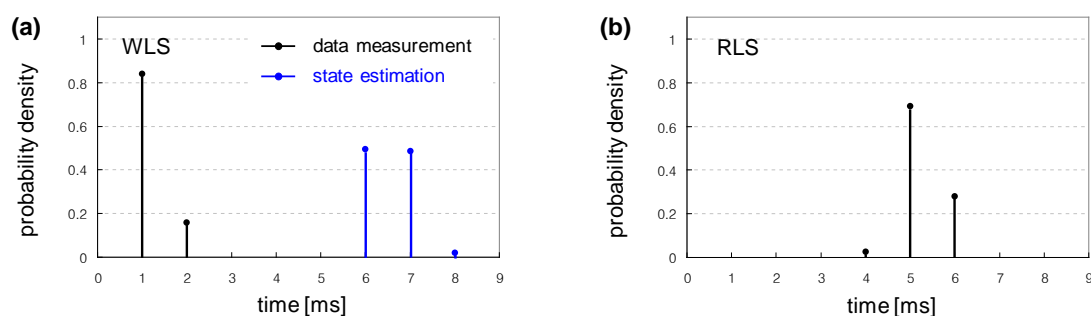 (a)
WLS
data measurement
state estimation
probability density
1
0.8
0.6
0.4
0.2
0
0 1 2 3 4 5 6 7 8 9
time [ms]
(b)
RLS
probability density
1
0.8
0.6
0.4
0.2
0
0 1 2 3 4 5 6 7 8 9
time [ms]